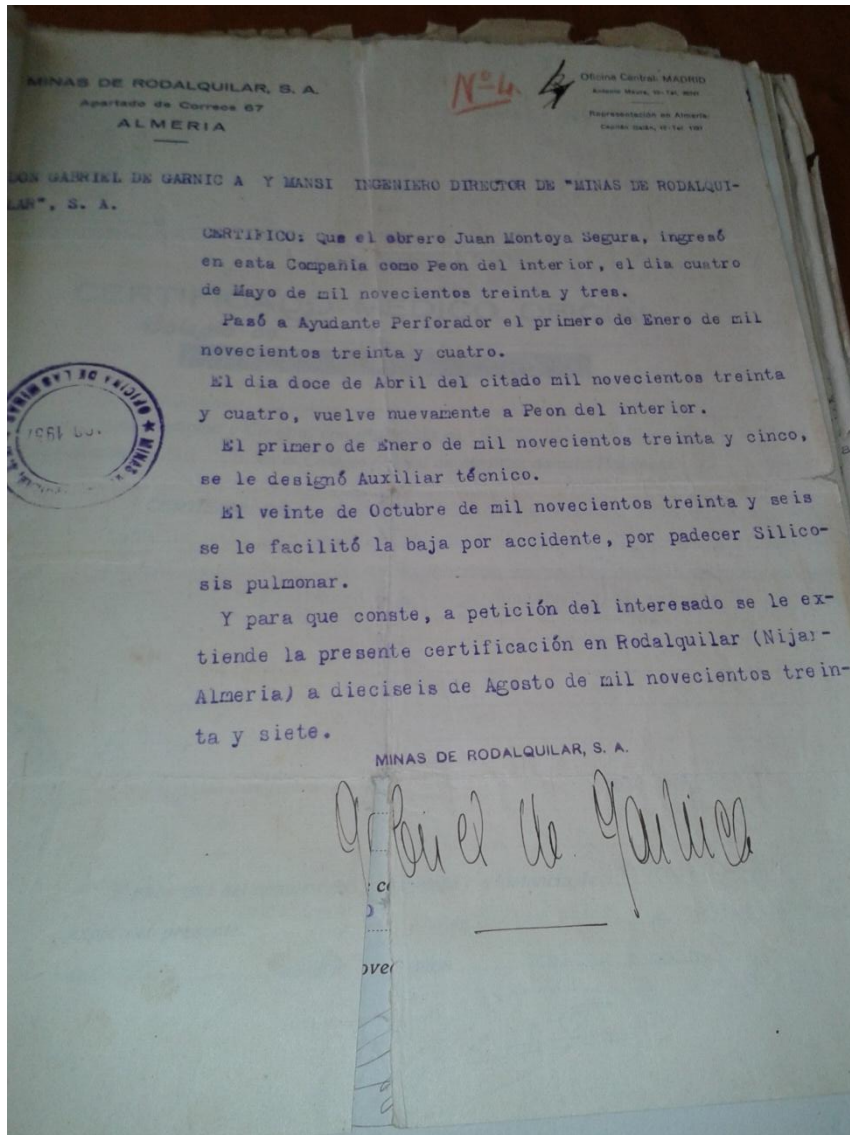 MINAS DE RODALQUILAR, S. A.
Apartado de Correos 67
ALMERIA
Nº 4
4
Oficina Central: MADRID
Representación en Almería:
DON GABRIEL DE GARNIC A Y MANSI INGENIERO DIRECTOR DE "MINAS DE RODALQUI-
LAR", S. A.
CERTIFICO: Que el obrero Juan Montoya Segura, ingresó
en esta Compañia como Peon del interior, el dia cuatro
de Mayo de mil novecientos treinta y tres.
Pasó a Ayudante Perforador el primero de Enero de mil
novecientos treinta y cuatro.
El dia doce de Abril del citado mil novecientos treinta
y cuatro, vuelve nuevamente a Peon del interior.
El primero de Enero de mil novecientos treinta y cinco,
se le designó Auxiliar técnico.
El veinte de Octubre de mil novecientos treinta y seis
se le facilitó la baja por accidente, por padecer Silico-
sis pulmonar.
Y para que conste, a petición del interesado se le ex-
tiende la presente certificación en Rodalquilar (Nijar-
Almeria) a dieciseis de Agosto de mil novecientos trein-
ta y siete.
MINAS DE RODALQUILAR, S. A.
Gabriel de Garnica
OFICINA DE LAS MINAS ★ MINAS